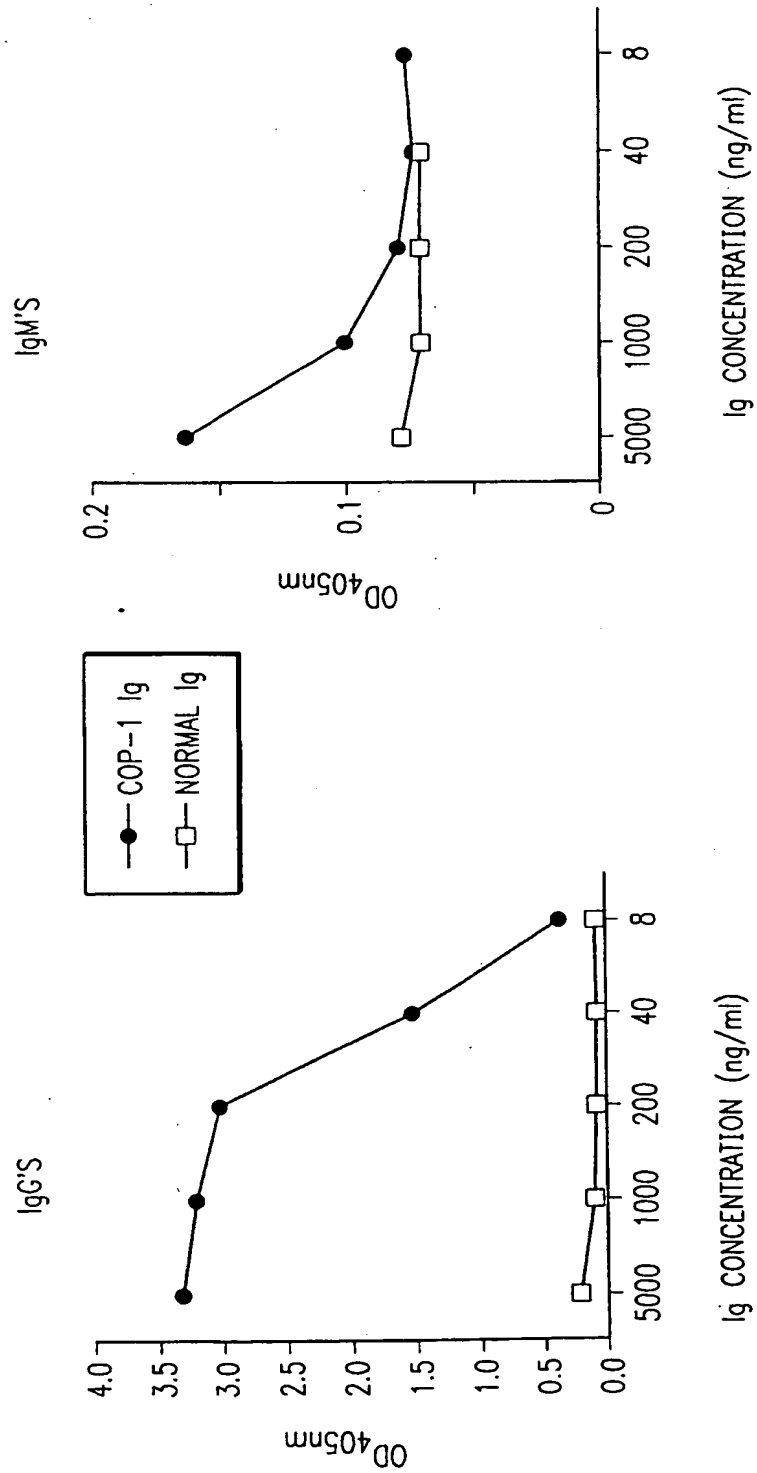 IgG'S
OD405nm
4.0
3.0
2.5
2.0
1.5
1.0
0.5
0.0
5000 1000 200 40 8
Ig CONCENTRATION (ng/ml)
COP-1 Ig
NORMAL Ig
IgM'S
OD405nm
0.2
0.1
0
5000 1000 200 40 8
Ig CONCENTRATION (ng/ml)